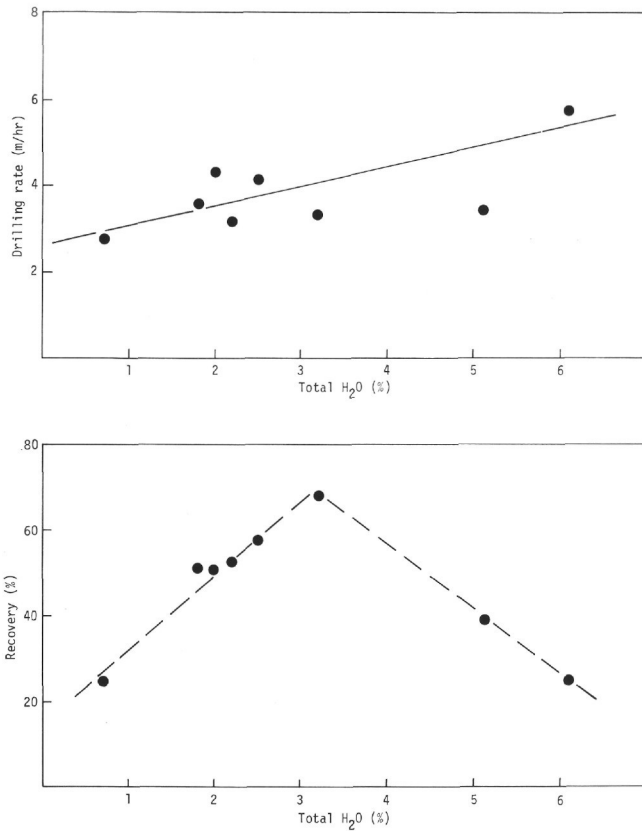 8
6
4
2
Drilling rate (m/hr)
1 2 3 4 5 6
Total H₂O (%)
.80
60
40
20
Recovery (%)
1 2 3 4 5 6
Total H₂O (%)